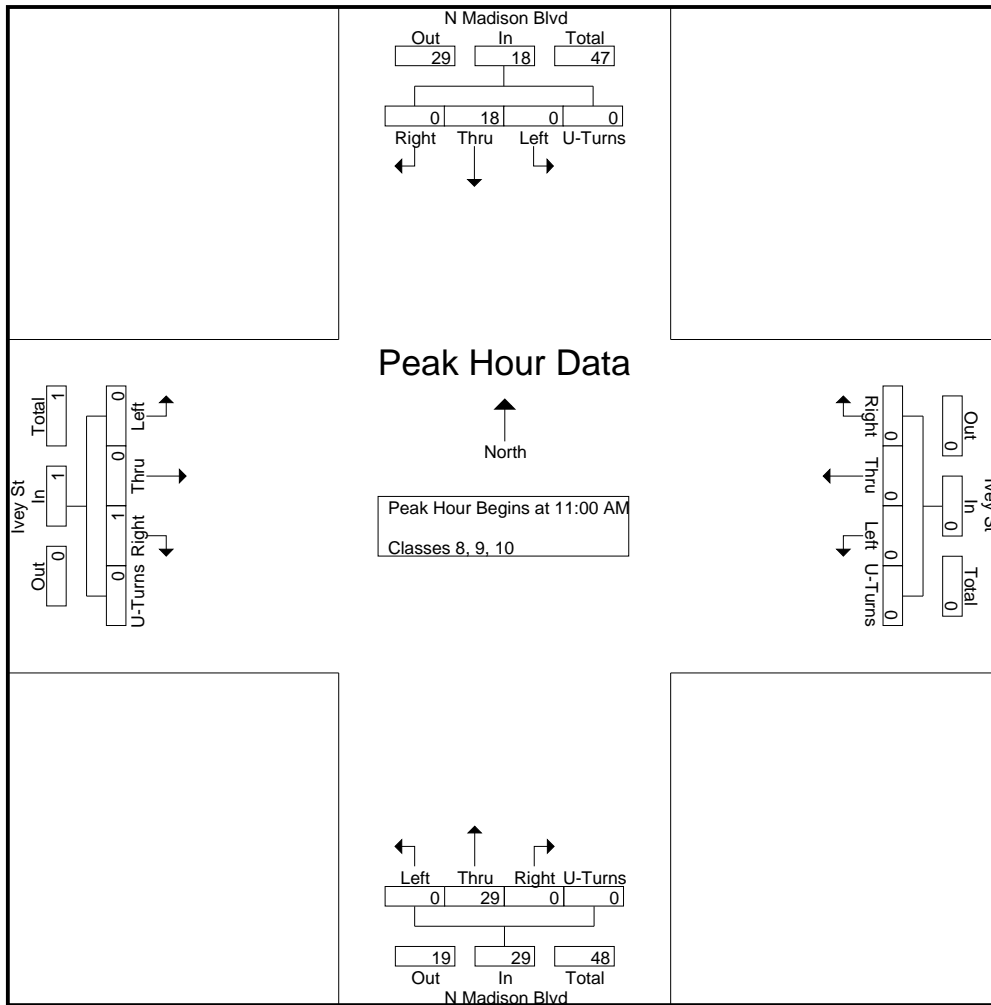 N Madison Blvd
Out In Total
29 18 47
0 18 0 0
Right Thru Left U-Turns
Peak Hour Data
North
Peak Hour Begins at 11:00 AM
Classes 8, 9, 10
Ivey St
Total In Out
1 1 0
0 0 1 0
Left Thru Right U-Turns
Right Thru Left U-Turns
0 0 0 0
Out In Total
0 0 0
Ivey St
Left Thru Right U-Turns
0 29 0 0
19 29 48
Out In Total
N Madison Blvd